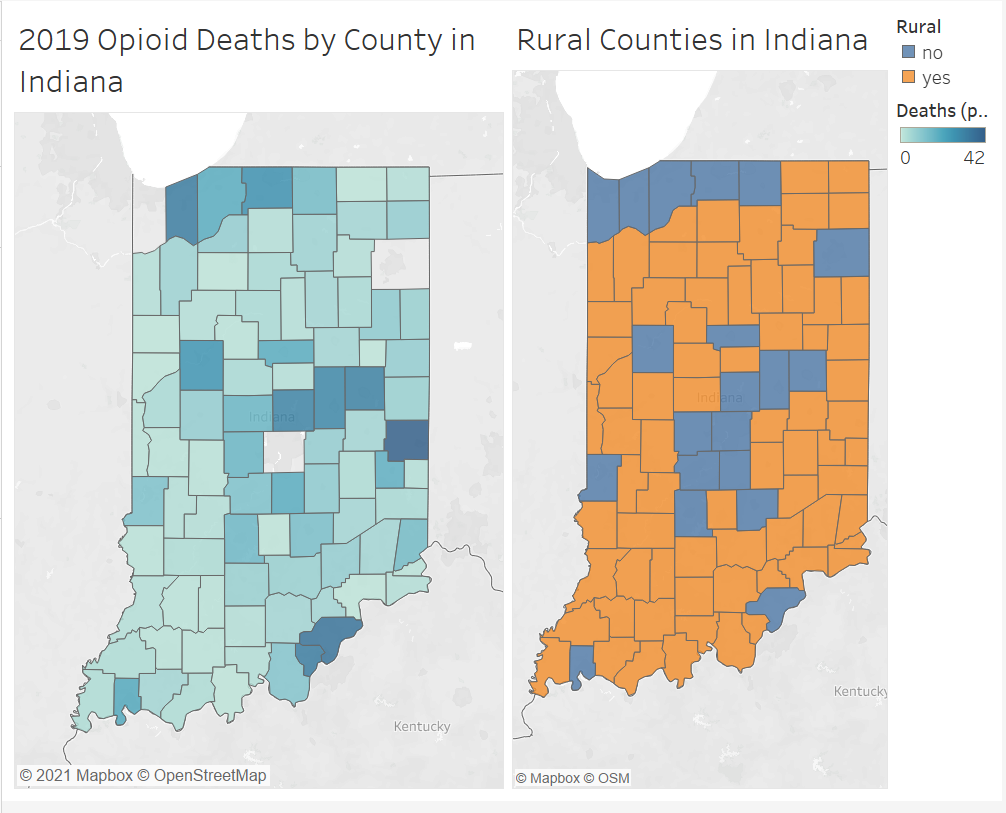 2019 Opioid Deaths by County in
Indiana
Rural Counties in Indiana
Rural
no
yes
Deaths (p..
0 42
Indiana
Kentucky
© 2021 Mapbox © OpenStreetMap
Indiana
Kentucky
© Mapbox © OSM